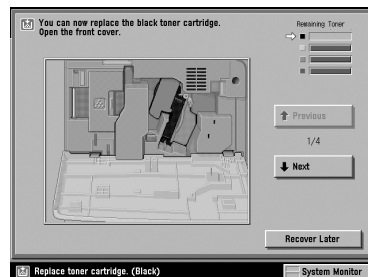 You can now replace the black toner cartridge.
Open the front cover.
Remaining Toner
Previous
1/4
Next
Recover Later
Replace toner cartridge. (Black)
System Monitor